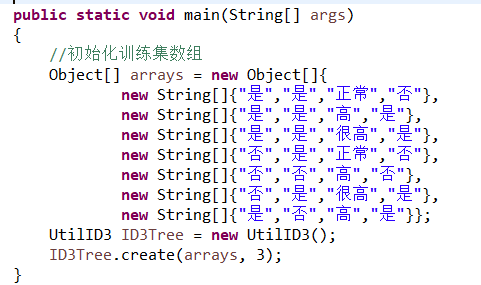 public static void main(String[] args)
{
//初始化训练集数组
Object[] arrays = new Object[]{
new String[]{"是","是","正常","否"},
new String[]{"是","是","高","是"},
new String[]{"是","是","很高","是"},
new String[]{"否","是","正常","否"},
new String[]{"否","否","高","否"},
new String[]{"否","是","很高","是"},
new String[]{"是","否","高","是"}};
UtilID3 ID3Tree = new UtilID3();
ID3Tree.create(arrays, 3);
}